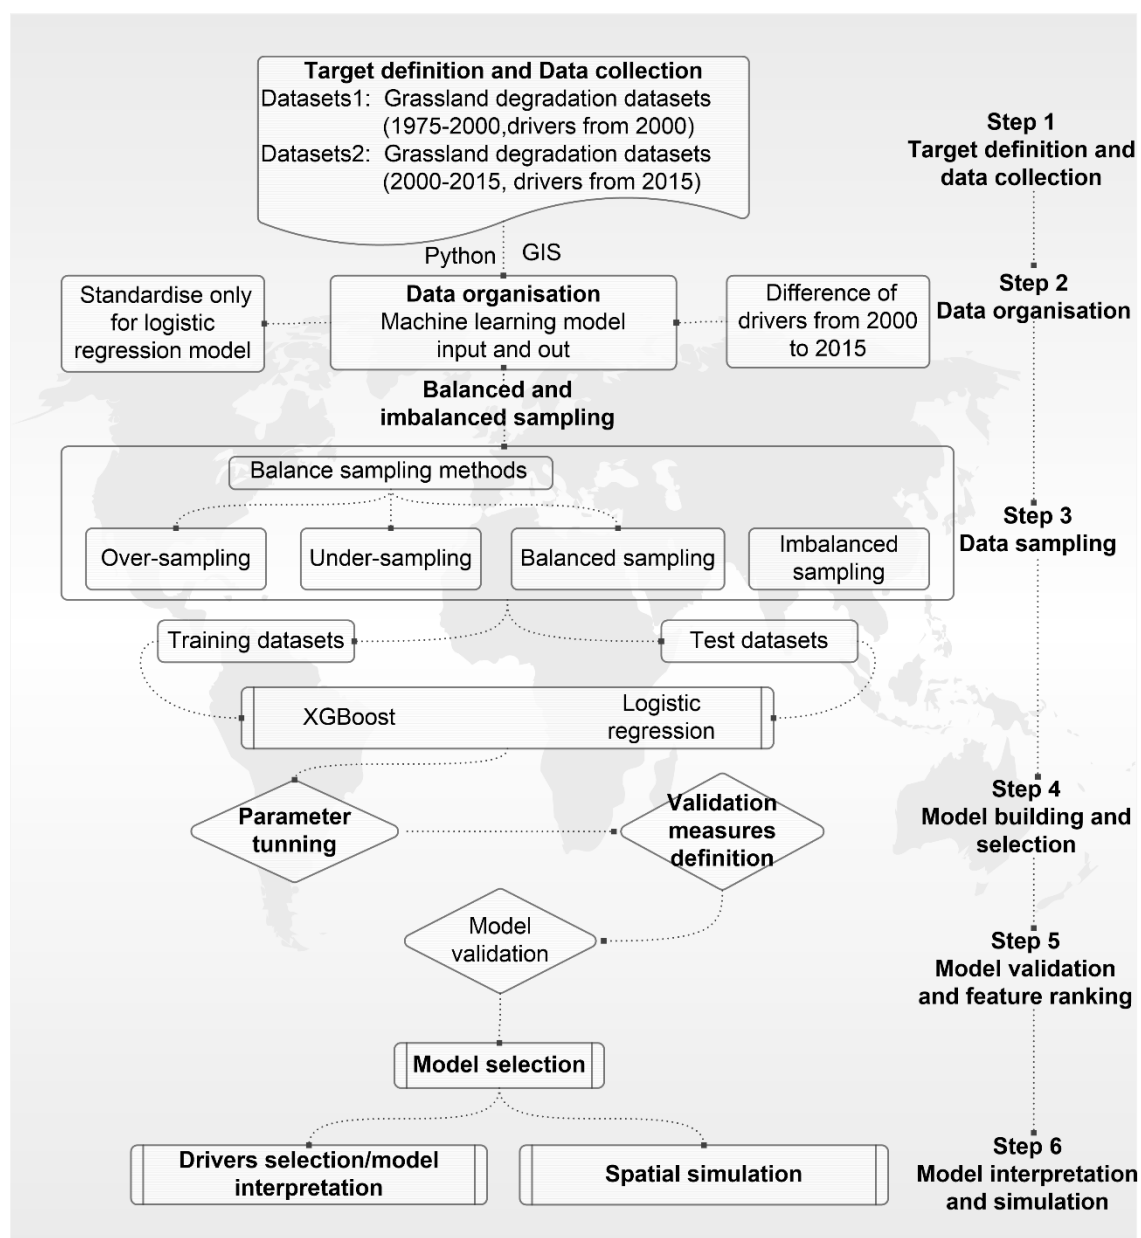 Target definition and Data collection
Datasets1: Grassland degradation datasets
(1975-2000,drivers from 2000)
Datasets2: Grassland degradation datasets
(2000-2015, drivers from 2015)
Step 1
Target definition and
data collection
Python
GIS
Standardise only
for logistic
regression model
Data organisation
Machine learning model
input and out
Difference of
drivers from 2000
to 2015
Step 2
Data organisation
Balanced and
imbalanced sampling
Balance sampling methods
Over-sampling
Under-sampling
Balanced sampling
Imbalanced
sampling
Step 3
Data sampling
Training datasets
Test datasets
XGBoost
Logistic
regression
Parameter
tunning
Validation
measures
definition
Step 4
Model building and
selection
Model
validation
Step 5
Model validation
and feature ranking
Model selection
Drivers selection/model
interpretation
Spatial simulation
Step 6
Model interpretation
and simulation